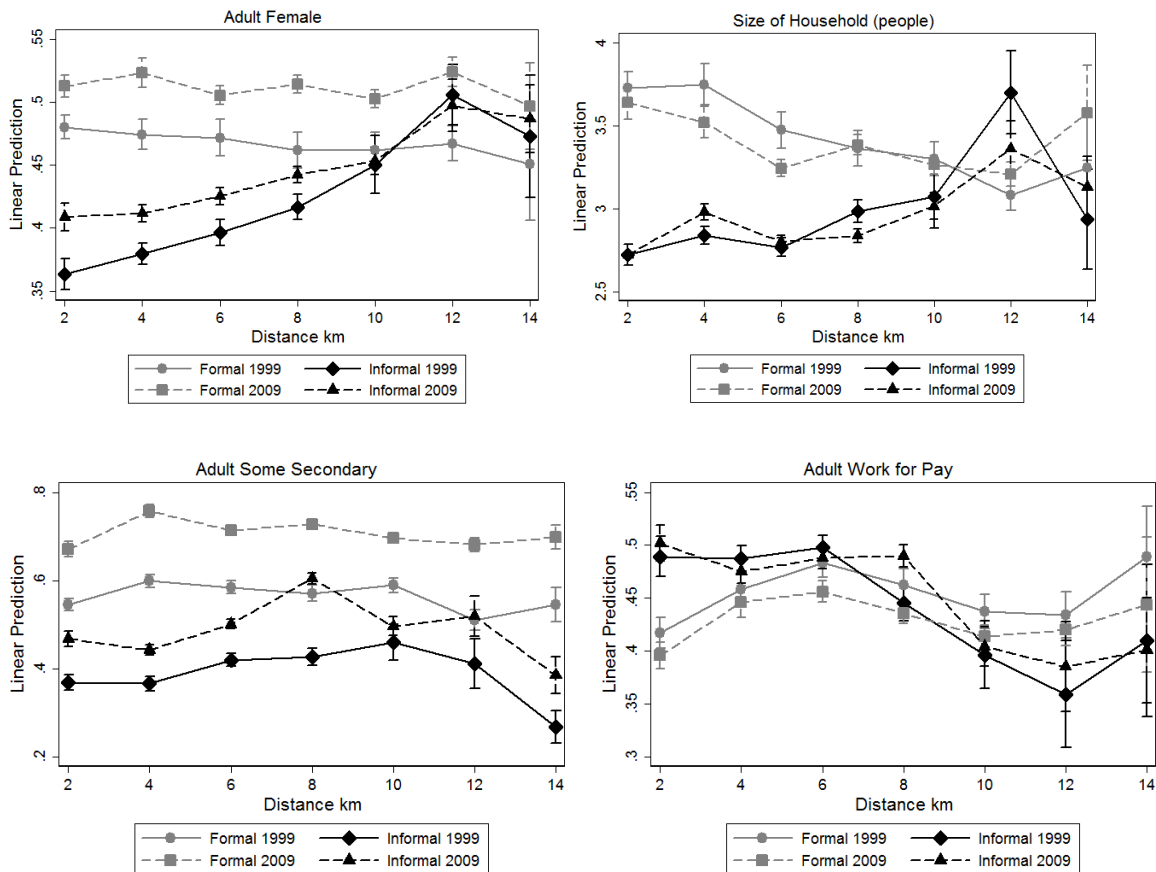 Adult Female
Linear Prediction
.55
.5
.45
.4
.35
2 4 6 8 10 12 14
Distance km
Formal 1999 Informal 1999
Formal 2009 Informal 2009
Size of Household (people)
Linear Prediction
4
3.5
3
2.5
2 4 6 8 10 12 14
Distance km
Formal 1999 Informal 1999
Formal 2009 Informal 2009
Adult Some Secondary
Linear Prediction
.8
.6
.4
.2
2 4 6 8 10 12 14
Distance km
Formal 1999 Informal 1999
Formal 2009 Informal 2009
Adult Work for Pay
Linear Prediction
.55
.5
.45
.4
.35
.3
2 4 6 8 10 12 14
Distance km
Formal 1999 Informal 1999
Formal 2009 Informal 2009